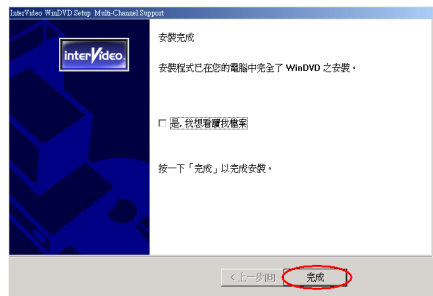 InterVideo WinDVD Setup Multi-Channel Support
interVideo.
安裝完成
安裝程式已在您的電腦中完全了 WinDVD 之安裝。
是, 我想看讀我檔案
按一下「完成」以完成安裝。
<上一步(B)
完成